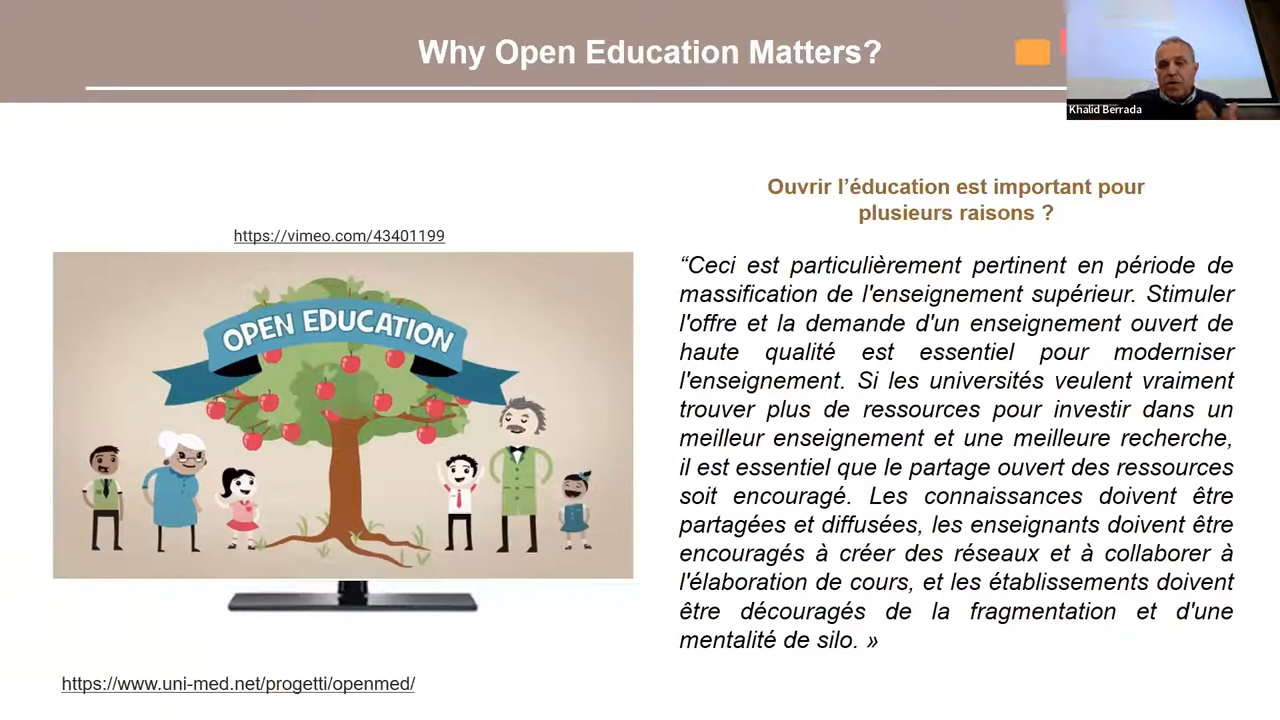 Why Open Education Matters?
Khalid Berrada
https://vimeo.com/43401199
OPEN EDUCATION
https://www.uni-med.net/progetti/openmed/
Ouvrir l’éducation est important pour
plusieurs raisons ?
“Ceci est particulièrement pertinent en période de
massification de l'enseignement supérieur. Stimuler
l'offre et la demande d'un enseignement ouvert de
haute qualité est essentiel pour moderniser
l'enseignement. Si les universités veulent vraiment
trouver plus de ressources pour investir dans un
meilleur enseignement et une meilleure recherche,
il est essentiel que le partage ouvert des ressources
soit encouragé. Les connaissances doivent être
partagées et diffusées, les enseignants doivent être
encouragés à créer des réseaux et à collaborer à
l'élaboration de cours, et les établissements doivent
être découragés de la fragmentation et d'une
mentalité de silo. »